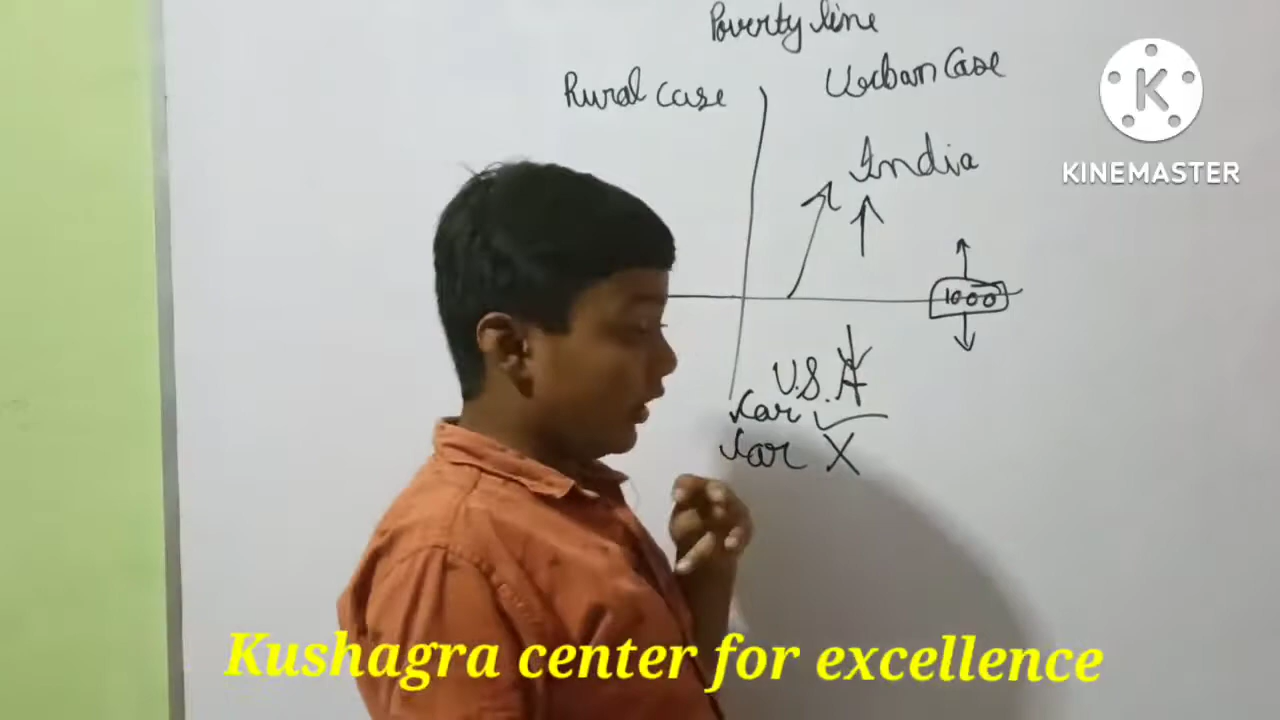 Poverty line
Rural Case
Urban Case
India
1000
U.S.A
Car ✓
Car X
K
KINEMASTER
Kushagra center for excellence